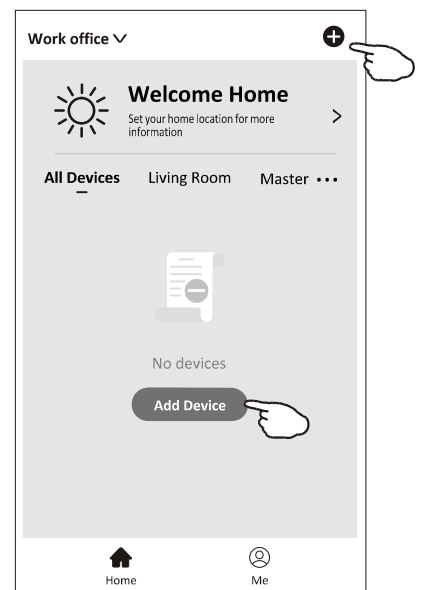 Work office
Welcome Home
Set your home location for more
information
All Devices Living Room Master
No devices
Add Device
Home Me